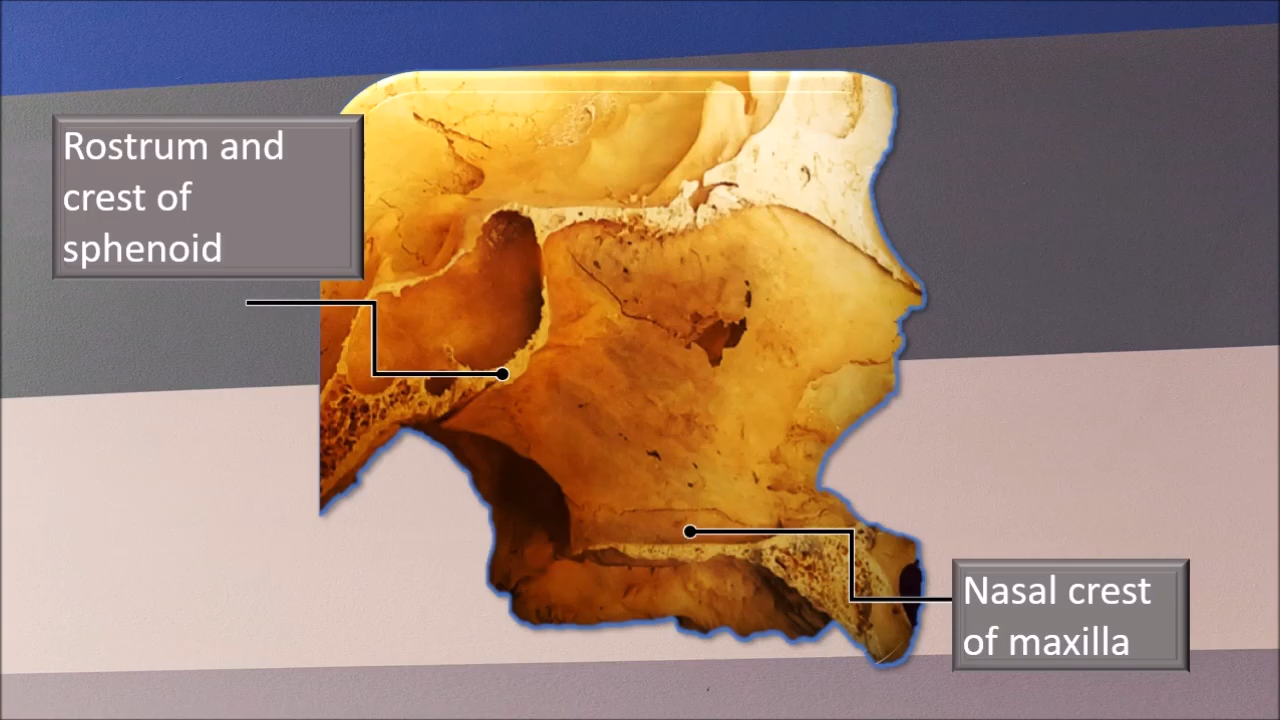 Rostrum and
crest of
sphenoid
Nasal crest
of maxilla